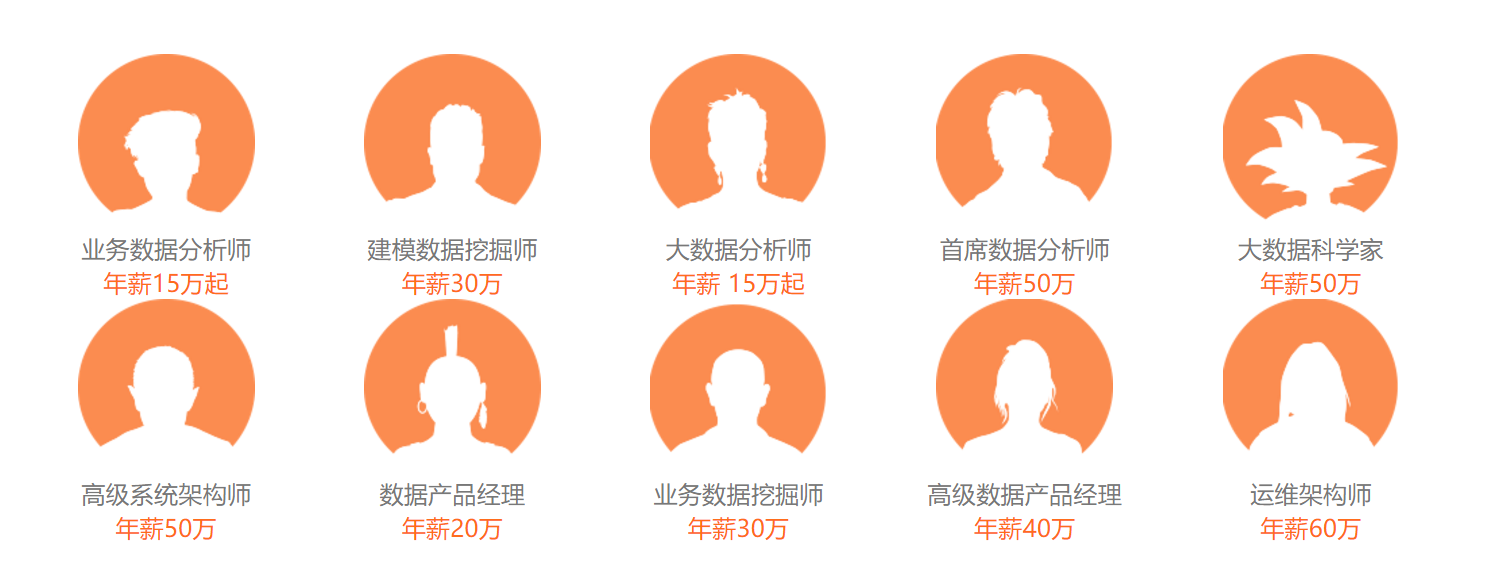 业务数据分析师
年薪15万起
建模数据挖掘师
年薪30万
大数据分析师
年薪 15万起
首席数据分析师
年薪50万
大数据科学家
年薪50万
高级系统架构师
年薪50万
数据产品经理
年薪20万
业务数据挖掘师
年薪30万
高级数据产品经理
年薪40万
运维架构师
年薪60万